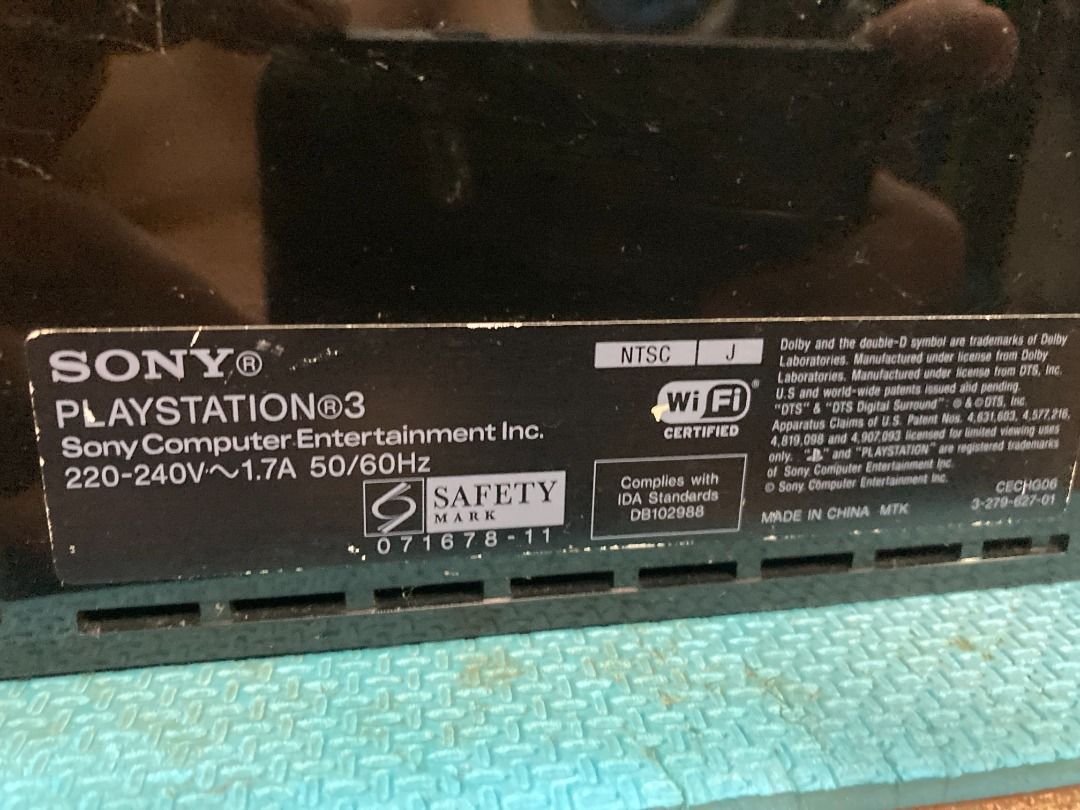 SONY®
PLAYSTATION®3
Sony Computer Entertainment Inc.
220-240V~1.7A 50/60Hz
SAFETY
MARK
071678-11
NTSC J
Wi Fi®
CERTIFIED
Complies with
IDA Standards
DB102988
Dolby and the double-D symbol are trademarks of Dolby
Laboratories. Manufactured under license from Dolby
Laboratories. Manufactured under license from DTS, Inc.
U.S and world-wide patents issued and pending.
"DTS" & "DTS Digital Surround": ® & © DTS, Inc.
Apparatus Claims of U.S. Patent Nos. 4,631,603, 4,577,216,
4,819,098 and 4,907,093 licensed for limited viewing uses
only. " " and "PLAYSTATION" are registered trademarks
of Sony Computer Entertainment Inc.
© Sony Computer Entertainment Inc.
CECHG06
MADE IN CHINA MTK
3-279-627-01